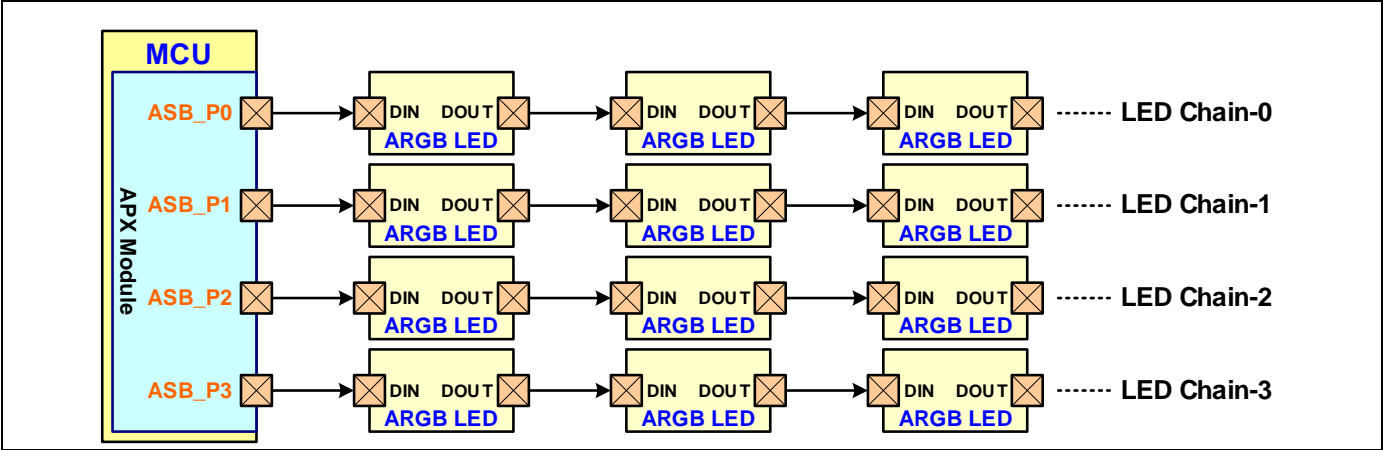 MCU
APX Module
ASB_P0 DIN DOUT DIN DOUT DIN DOUT LED Chain-0
ARGB LED ARGB LED ARGB LED
ASB_P1 DIN DOUT DIN DOUT DIN DOUT LED Chain-1
ARGB LED ARGB LED ARGB LED
ASB_P2 DIN DOUT DIN DOUT DIN DOUT LED Chain-2
ARGB LED ARGB LED ARGB LED
ASB_P3 DIN DOUT DIN DOUT DIN DOUT LED Chain-3
ARGB LED ARGB LED ARGB LED